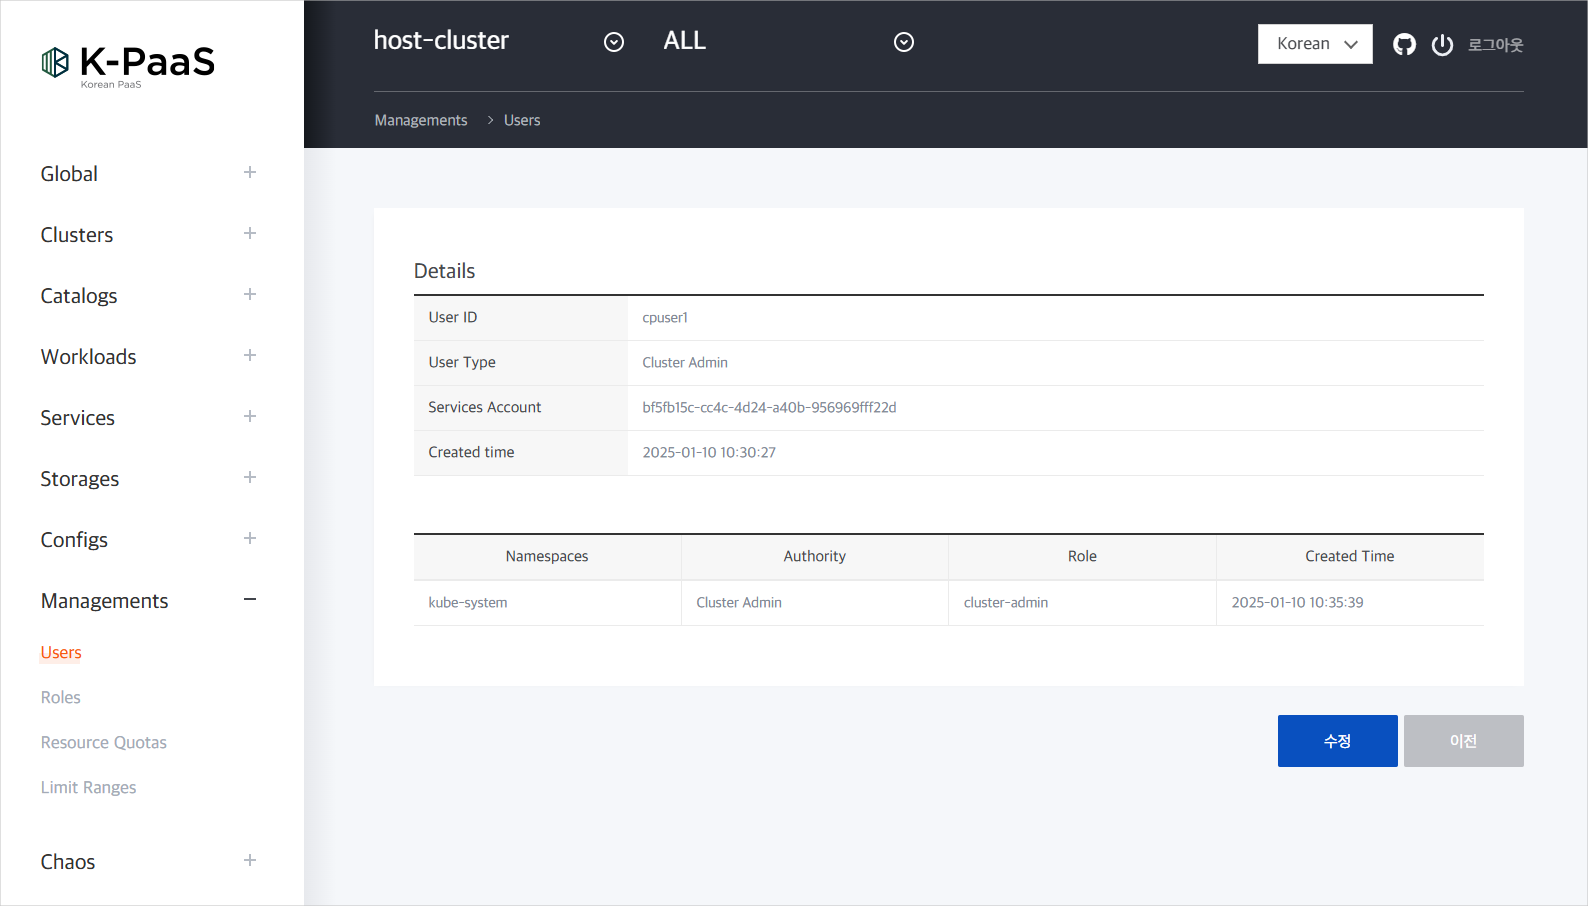 K-PaaS
Korean PaaS
host-cluster
ALL
Korean
로그아웃
Managements > Users
Global
Clusters
Catalogs
Workloads
Services
Storages
Configs
Managements
Users
Roles
Resource Quotas
Limit Ranges
Chaos
Details
User ID cpuser1
User Type Cluster Admin
Services Account bf5fb15c-cc4c-4d24-a40b-956969fff22d
Created time 2025-01-10 10:30:27
Namespaces Authority Role Created Time
kube-system Cluster Admin cluster-admin 2025-01-10 10:35:39
수정
이전